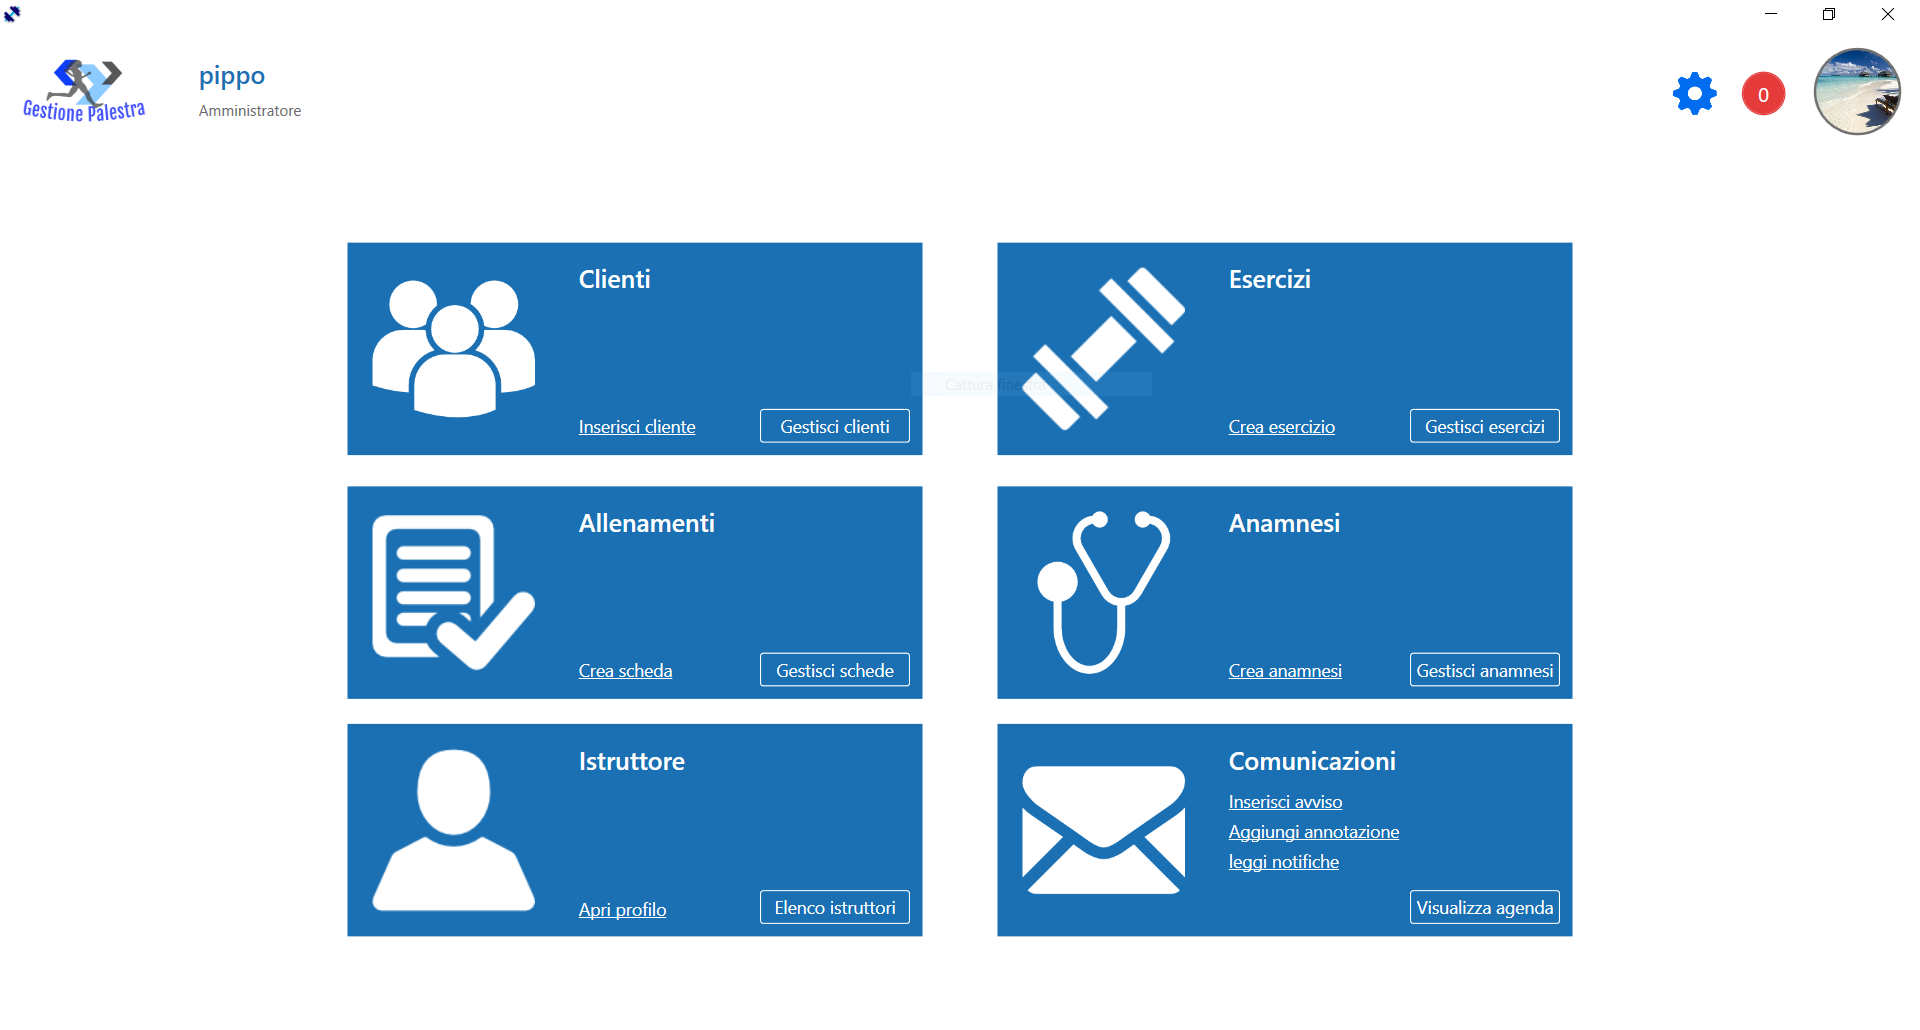 Gestione Palestra
pippo
Amministratore
0
Clienti
Inserisci cliente
Gestisci clienti
Esercizi
Cattura finestra
Crea esercizio
Gestisci esercizi
Allenamenti
Crea scheda
Gestisci schede
Anamnesi
Crea anamnesi
Gestisci anamnesi
Istruttore
Apri profilo
Elenco istruttori
Comunicazioni
Inserisci avviso
Aggiungi annotazione
leggi notifiche
Visualizza agenda